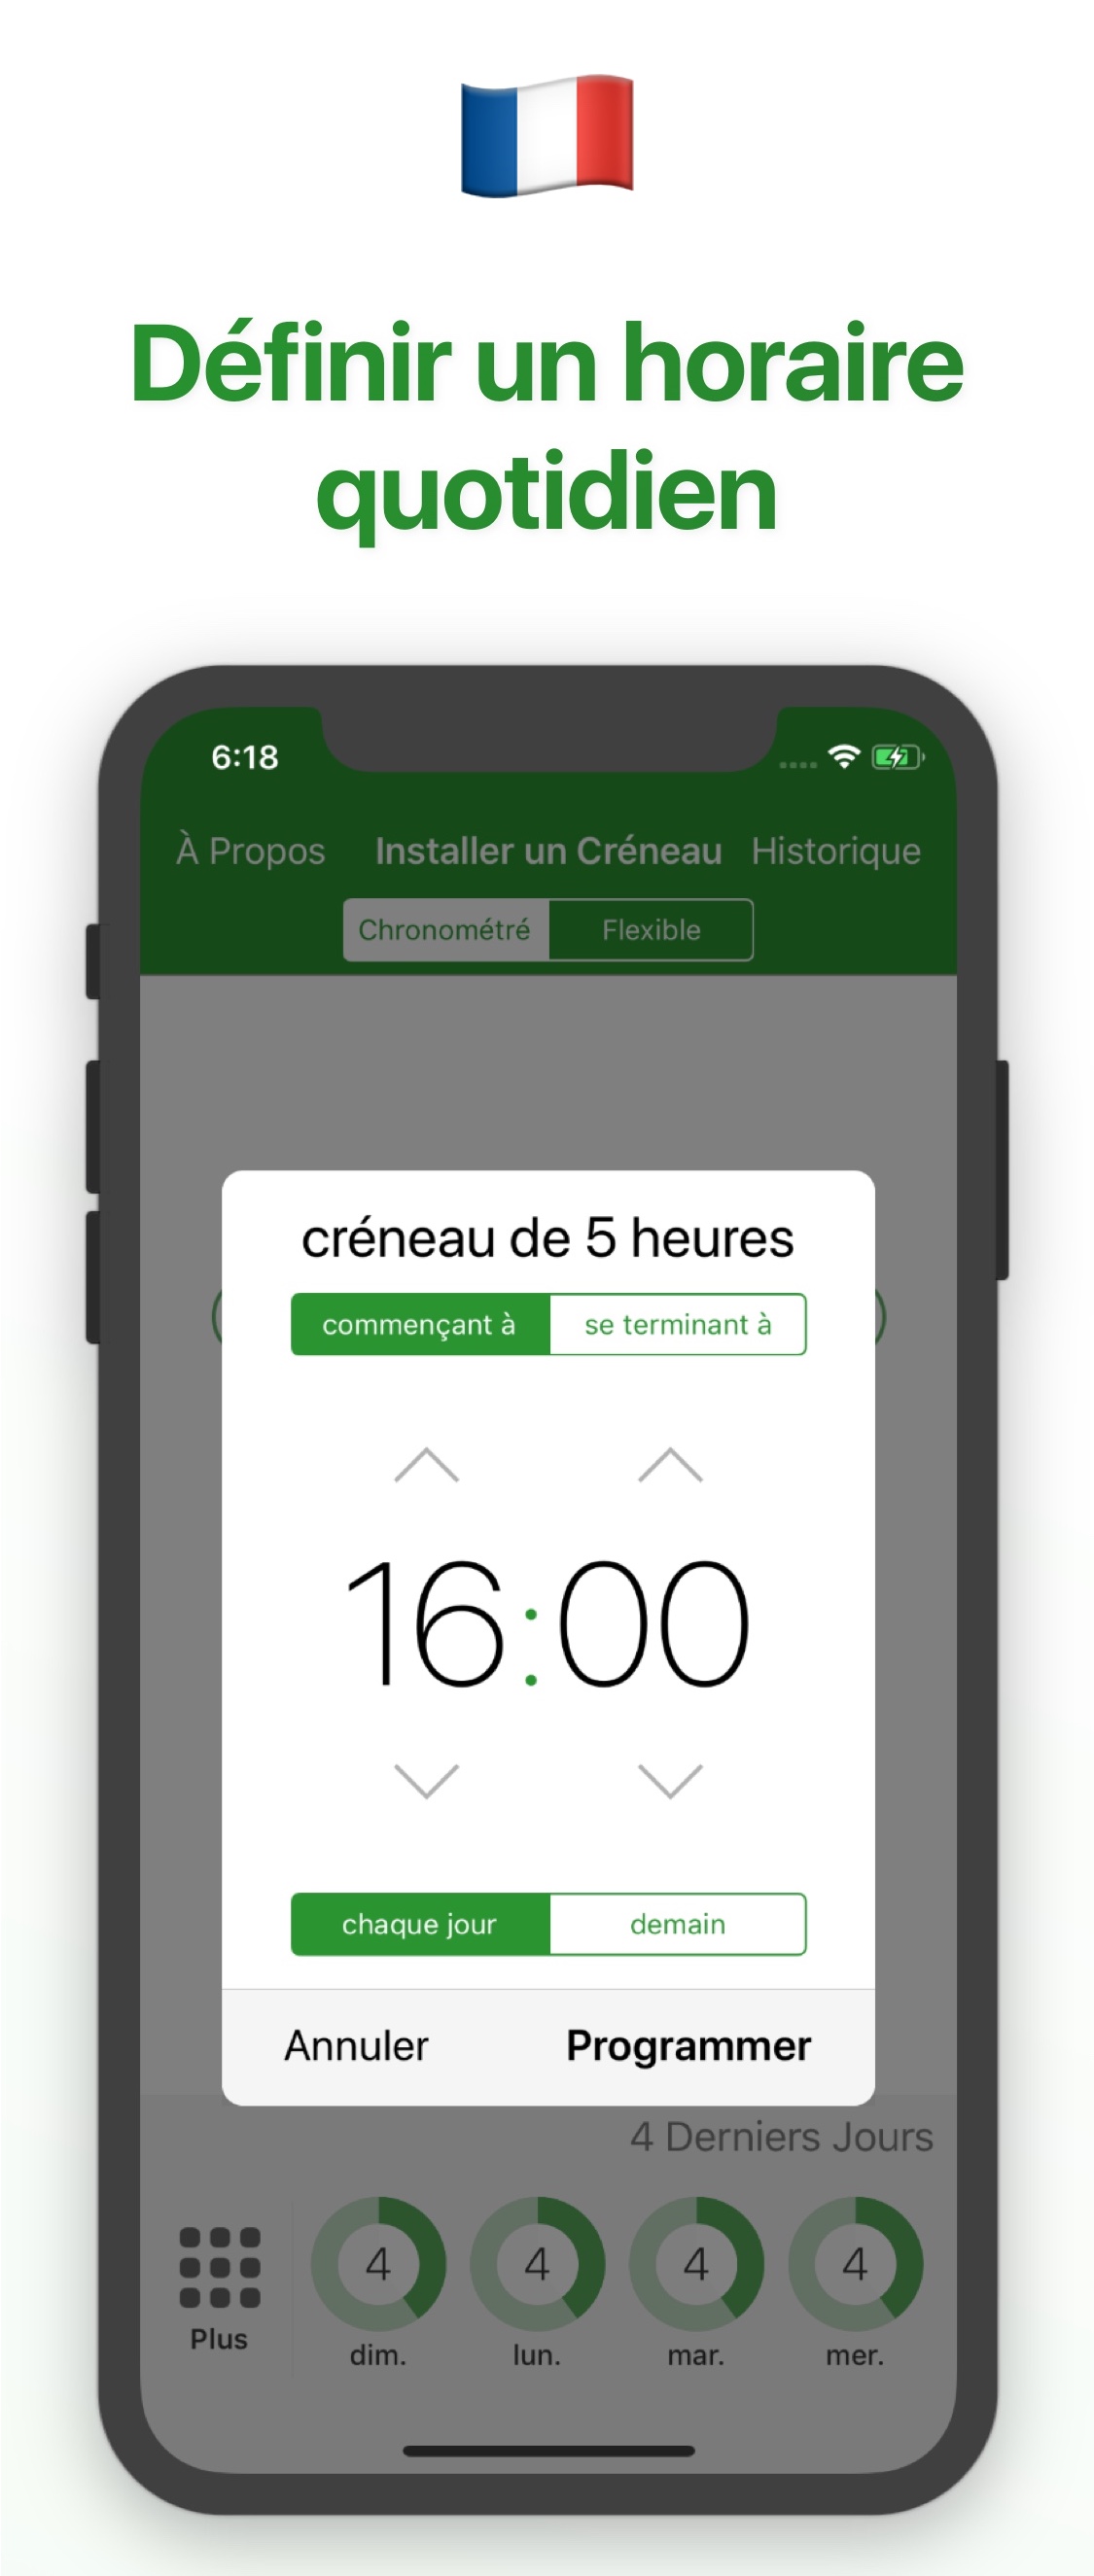 Définir un horaire
quotidien
6:18
À Propos Installer un Créneau Historique
Chronométré Flexible
créneau de 5 heures
commençant à se terminant à
16:00
chaque jour demain
Annuler Programmer
4 Derniers Jours
4 4 4 4
Plus
dim. lun. mar. mer.